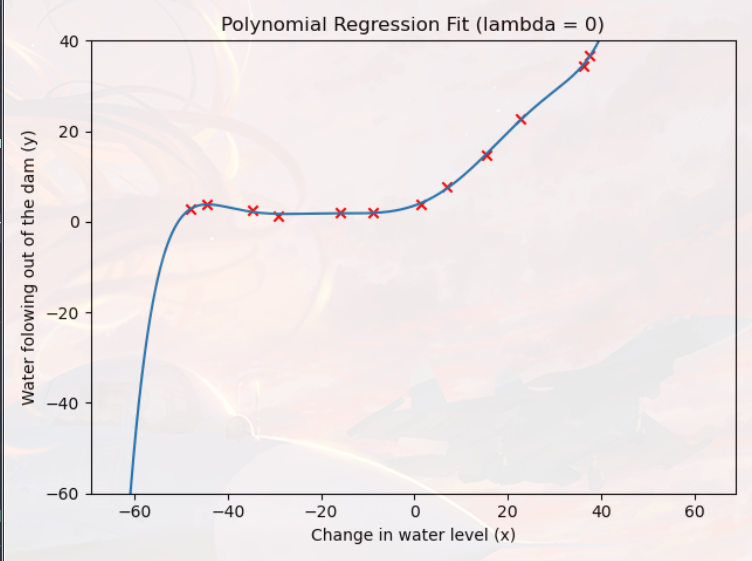 Polynomial Regression Fit (lambda = 0)
40
20
0
−20
−40
−60
Water folowing out of the dam (y)
−60 −40 −20 0 20 40 60
Change in water level (x)